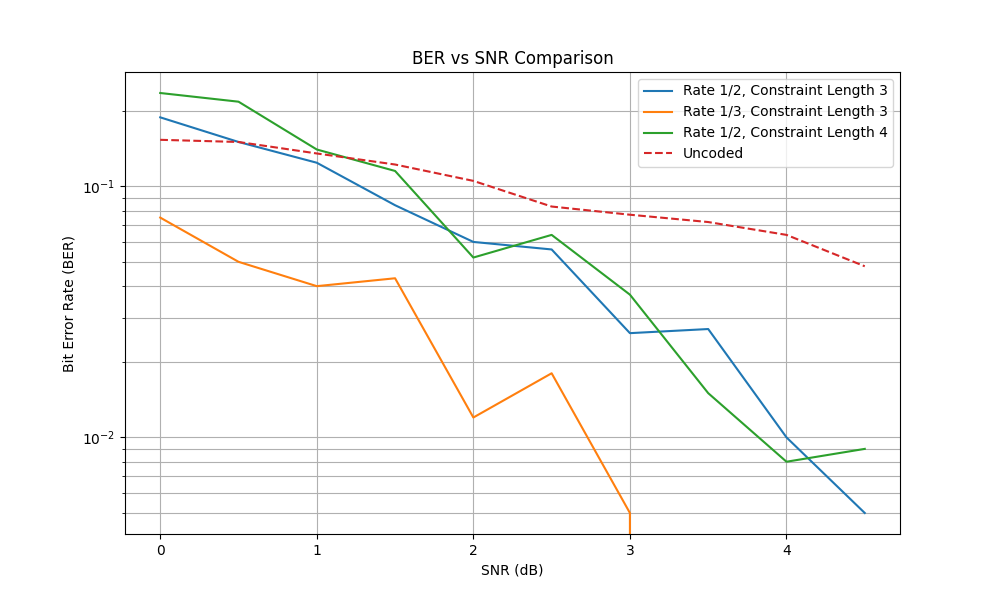 BER vs SNR Comparison
Rate 1/2, Constraint Length 3
Rate 1/3, Constraint Length 3
Rate 1/2, Constraint Length 4
Uncoded
Bit Error Rate (BER)
10⁻¹
10⁻²
0 1 2 3 4
SNR (dB)